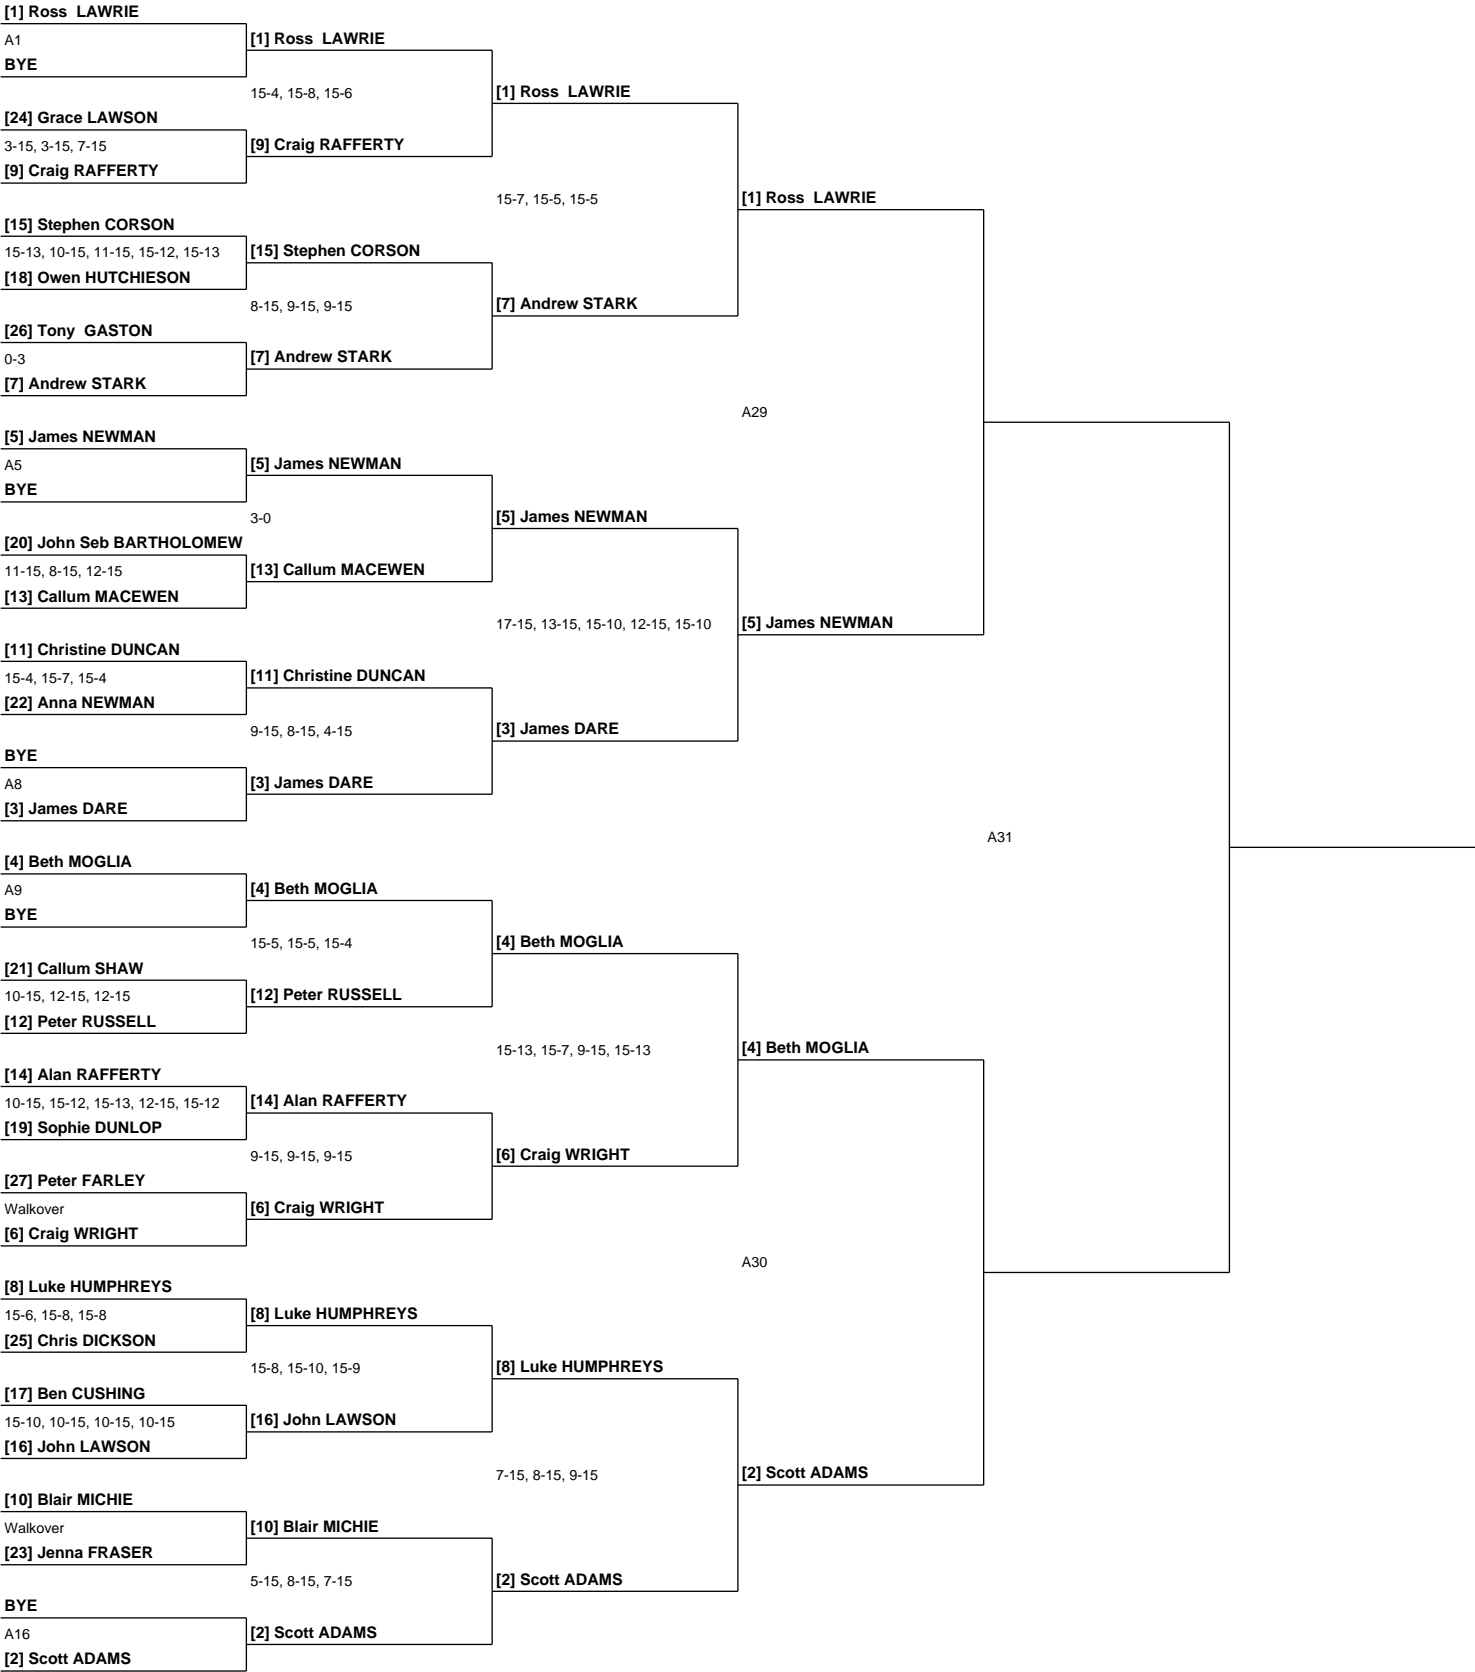 [1] Ross  LAWRIE
A1
BYE
[24] Grace LAWSON
3-15, 3-15, 7-15
[9] Craig RAFFERTY
[15] Stephen CORSON
15-13, 10-15, 11-15, 15-12, 15-13
[18] Owen HUTCHIESON
[26] Tony  GASTON
0-3
[7] Andrew STARK
[5] James NEWMAN
A5
BYE
[20] John Seb BARTHOLOMEW
11-15, 8-15, 12-15
[13] Callum MACEWEN
[11] Christine DUNCAN
15-4, 15-7, 15-4
[22] Anna NEWMAN
BYE
A8
[3] James DARE
[4] Beth MOGLIA
A9
BYE
[21] Callum SHAW
10-15, 12-15, 12-15
[12] Peter RUSSELL
[14] Alan RAFFERTY
10-15, 15-12, 15-13, 12-15, 15-12
[19] Sophie DUNLOP
[27] Peter FARLEY
Walkover
[6] Craig WRIGHT
[8] Luke HUMPHREYS
15-6, 15-8, 15-8
[25] Chris DICKSON
[17] Ben CUSHING
15-10, 10-15, 10-15, 10-15
[16] John LAWSON
[10] Blair MICHIE
Walkover
[23] Jenna FRASER
BYE
A16
[2] Scott ADAMS
[1] Ross  LAWRIE
15-4, 15-8, 15-6
[9] Craig RAFFERTY
[15] Stephen CORSON
8-15, 9-15, 9-15
[7] Andrew STARK
[5] James NEWMAN
3-0
[13] Callum MACEWEN
[11] Christine DUNCAN
9-15, 8-15, 4-15
[3] James DARE
[4] Beth MOGLIA
15-5, 15-5, 15-4
[12] Peter RUSSELL
[14] Alan RAFFERTY
9-15, 9-15, 9-15
[6] Craig WRIGHT
[8] Luke HUMPHREYS
15-8, 15-10, 15-9
[16] John LAWSON
[10] Blair MICHIE
5-15, 8-15, 7-15
[2] Scott ADAMS
[1] Ross  LAWRIE
15-7, 15-5, 15-5
[7] Andrew STARK
[5] James NEWMAN
17-15, 13-15, 15-10, 12-15, 15-10
[3] James DARE
[4] Beth MOGLIA
15-13, 15-7, 9-15, 15-13
[6] Craig WRIGHT
[8] Luke HUMPHREYS
7-15, 8-15, 9-15
[2] Scott ADAMS
[1] Ross  LAWRIE
A29
[5] James NEWMAN
[4] Beth MOGLIA
A30
[2] Scott ADAMS
A31